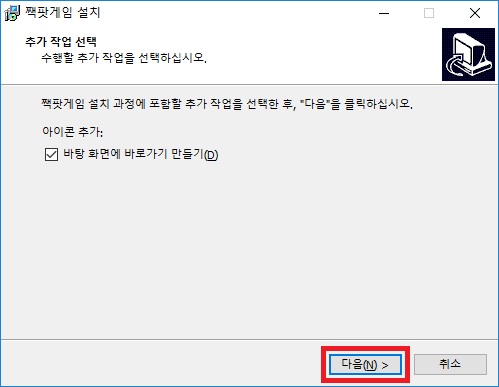 짹팟게임 설치
추가 작업 선택
수행할 추가 작업을 선택하십시오.
짹팟게임 설치 과정에 포함할 추가 작업을 선택한 후, "다음"을 클릭하십시오.
아이콘 추가:
바탕 화면에 바로가기 만들기(D)
다음(N) >
취소